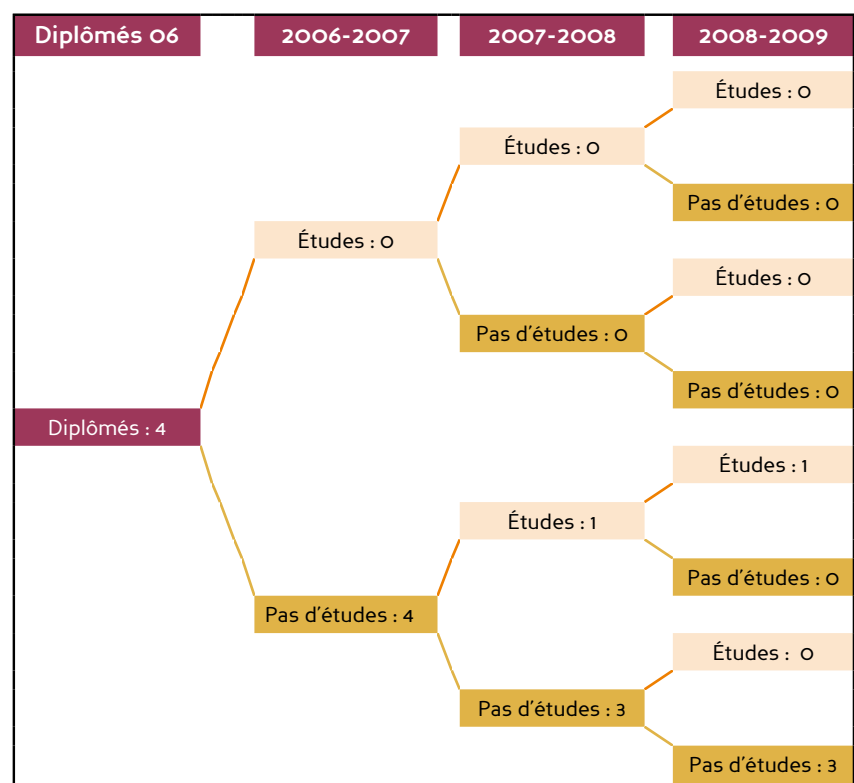 Diplômés 06 2006-2007 2007-2008 2008-2009
Études : 0
Études : 0
Pas d'études : 0
Études : 0
Études : 0
Pas d'études : 0
Pas d'études : 0
Diplômés : 4
Études : 1
Études : 1
Pas d'études : 0
Pas d'études : 4
Études : 0
Pas d'études : 3
Pas d'études : 3